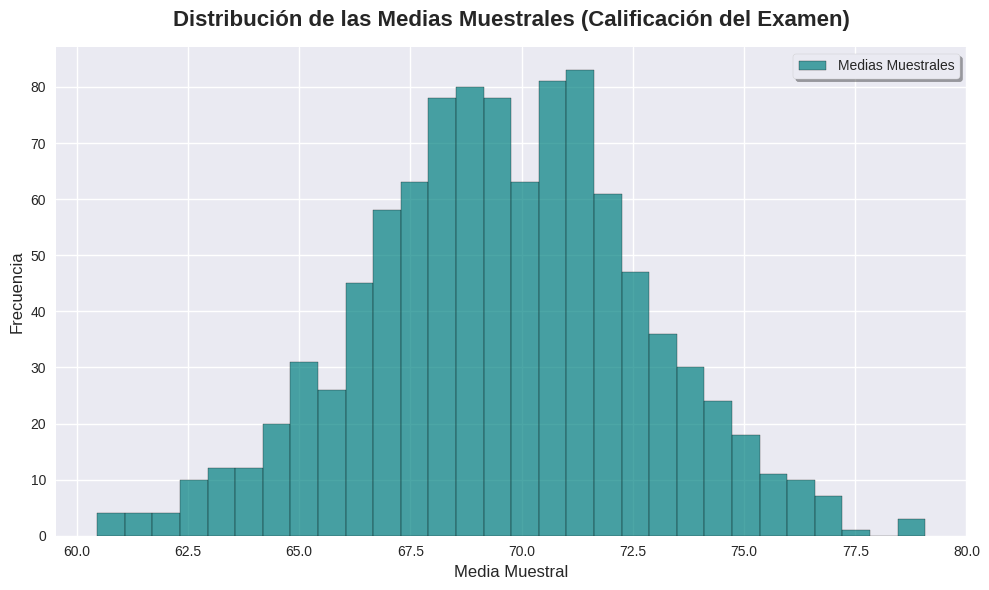 Distribución de las Medias Muestrales (Calificación del Examen)
Medias Muestrales
Frecuencia
80
70
60
50
40
30
20
10
0
60.0 62.5 65.0 67.5 70.0 72.5 75.0 77.5 80.0
Media Muestral